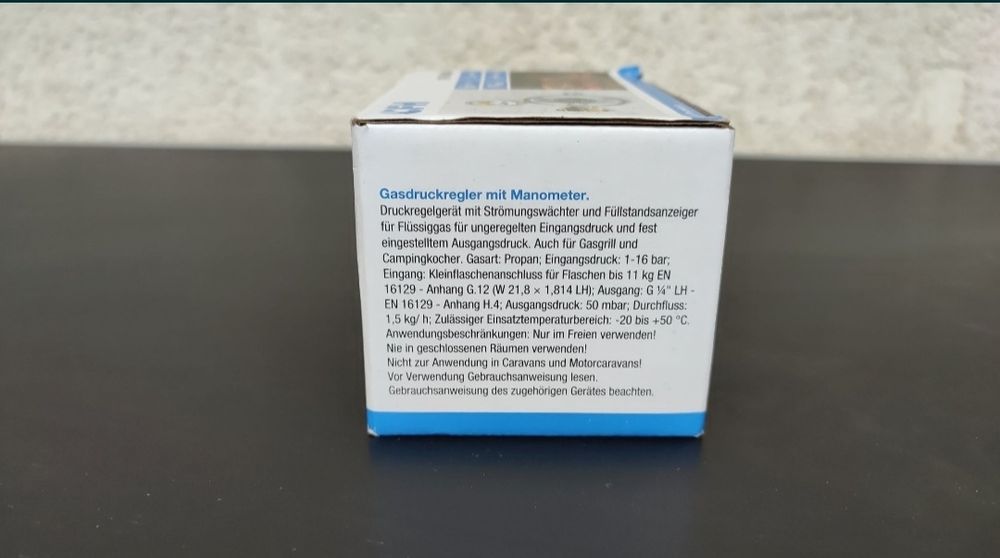 Gasdruckregler mit Manometer.
Druckregelgerät mit Strömungswächter und Füllstandsanzeiger
für Flüssiggas für ungeregelten Eingangsdruck und fest
eingestelltem Ausgangsdruck. Auch für Gasgrill und
Campingkocher. Gasart: Propan; Eingangsdruck: 1-16 bar;
Eingang: Kleinflaschenanschluss für Flaschen bis 11 kg EN
16129 - Anhang G.12 (W 21,8 × 1,814 LH); Ausgang: G ¼" LH -
EN 16129 - Anhang H.4; Ausgangsdruck: 50 mbar; Durchfluss:
1,5 kg/ h; Zulässiger Einsatztemperaturbereich: -20 bis +50 °C.
Anwendungsbeschränkungen: Nur im Freien verwenden!
Nie in geschlossenen Räumen verwenden!
Nicht zur Anwendung in Caravans und Motorcaravans!
Vor Verwendung Gebrauchsanweisung lesen.
Gebrauchsanweisung des zugehörigen Gerätes beachten.